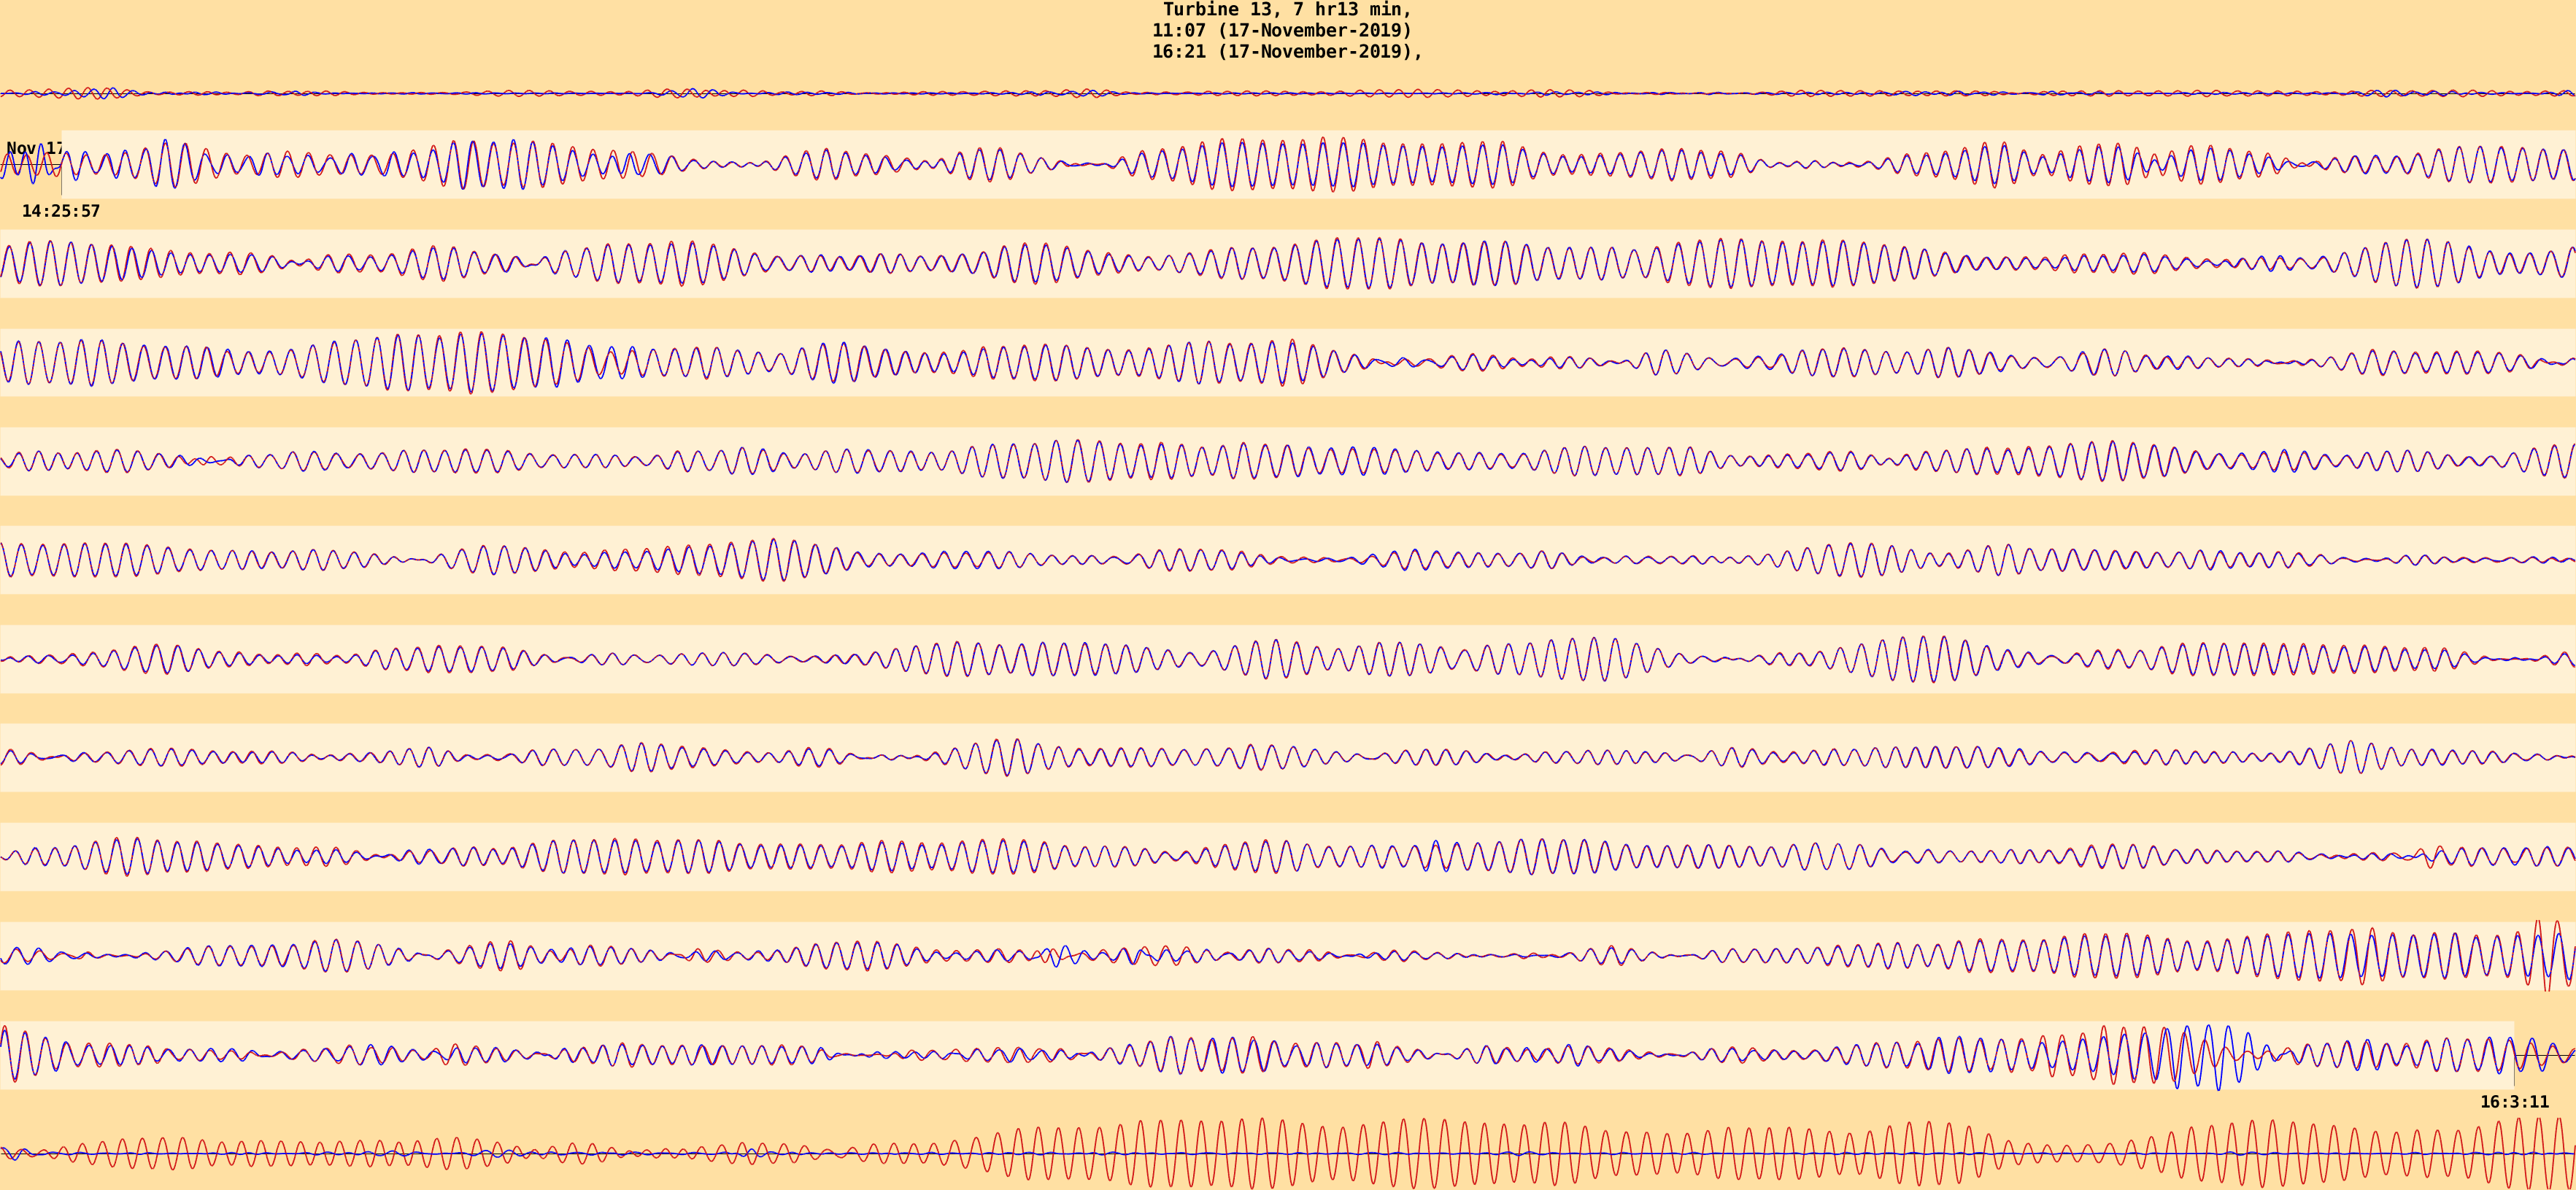 Turbine 13, 7 hr13 min,
11:07 (17-November-2019)
16:21 (17-November-2019),
Nov 17
14:25:57
16:3:11